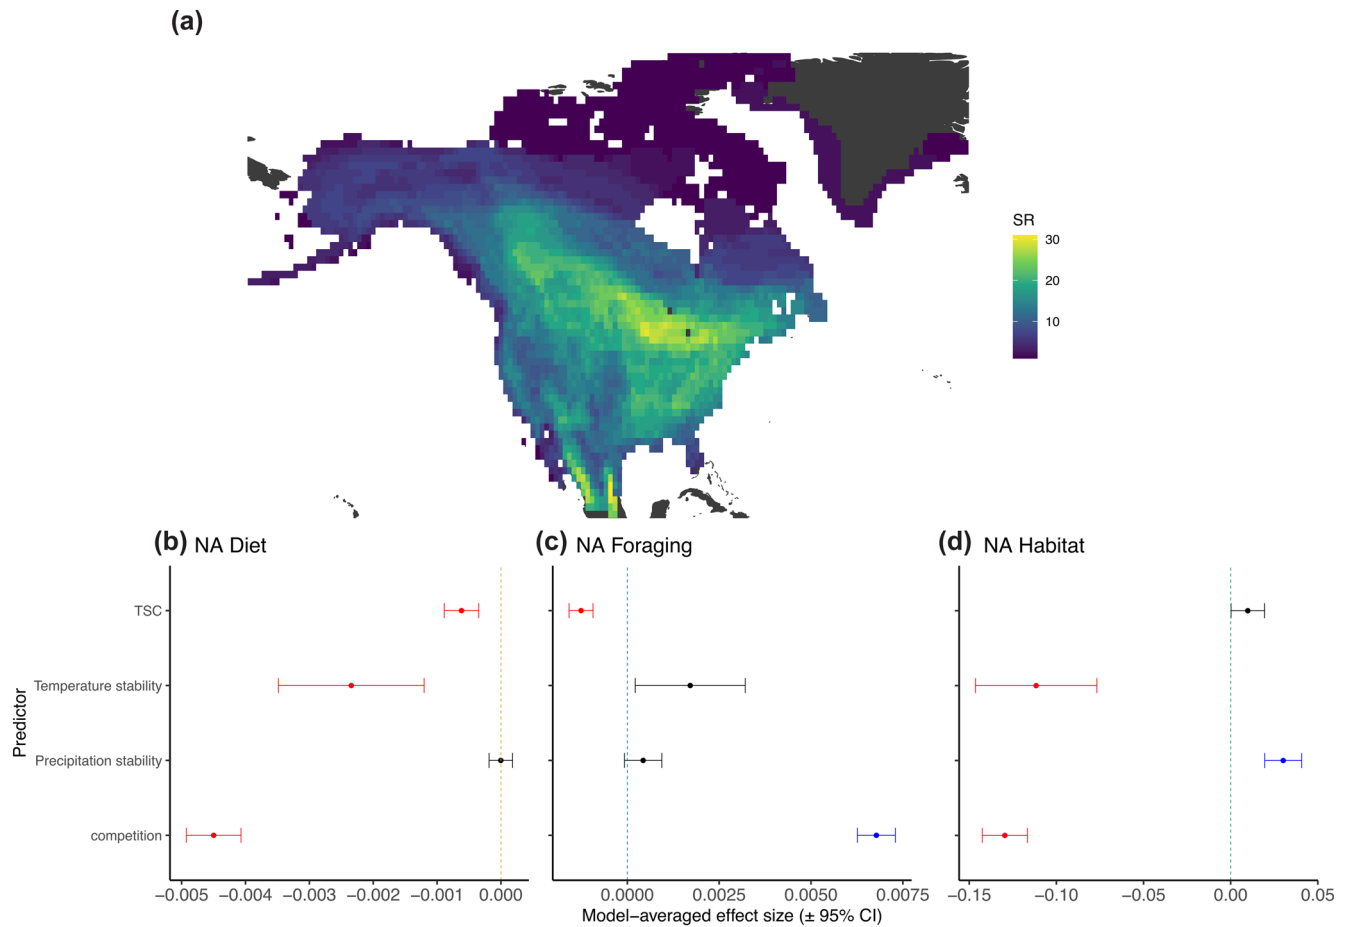 (a)
SR
30
20
10
(b) NA Diet
(c) NA Foraging
(d) NA Habitat
Predictor
TSC
Temperature stability
Precipitation stability
competition
−0.005 −0.004 −0.003 −0.002 −0.001 0.000
0.0000 0.0025 0.0050 0.0075
−0.15 −0.10 −0.05 0.00 0.05
Model−averaged effect size (± 95% CI)